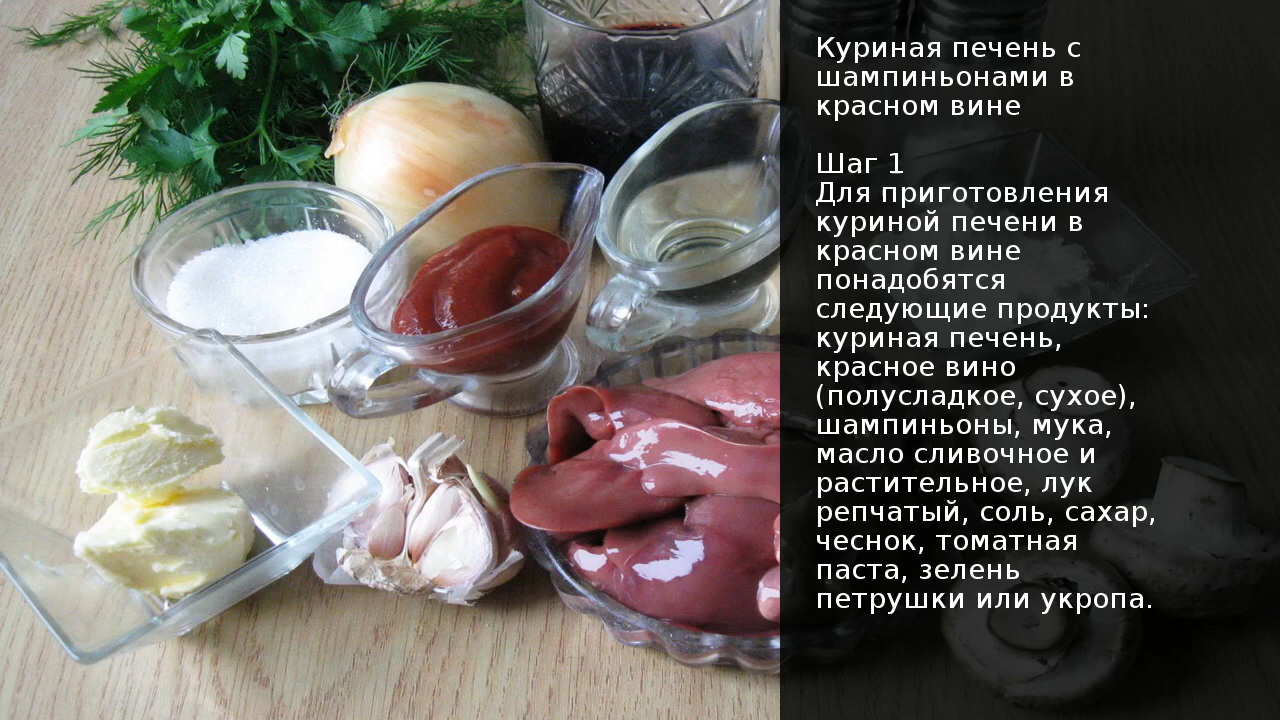 Куриная печень с
шампиньонами в
красном вине
Шаг 1
Для приготовления
куриной печени в
красном вине
понадобятся
следующие продукты:
куриная печень,
красное вино
(полусладкое, сухое),
шампиньоны, мука,
масло сливочное и
растительное, лук
репчатый, соль, сахар,
чеснок, томатная
паста, зелень
петрушки или укропа.